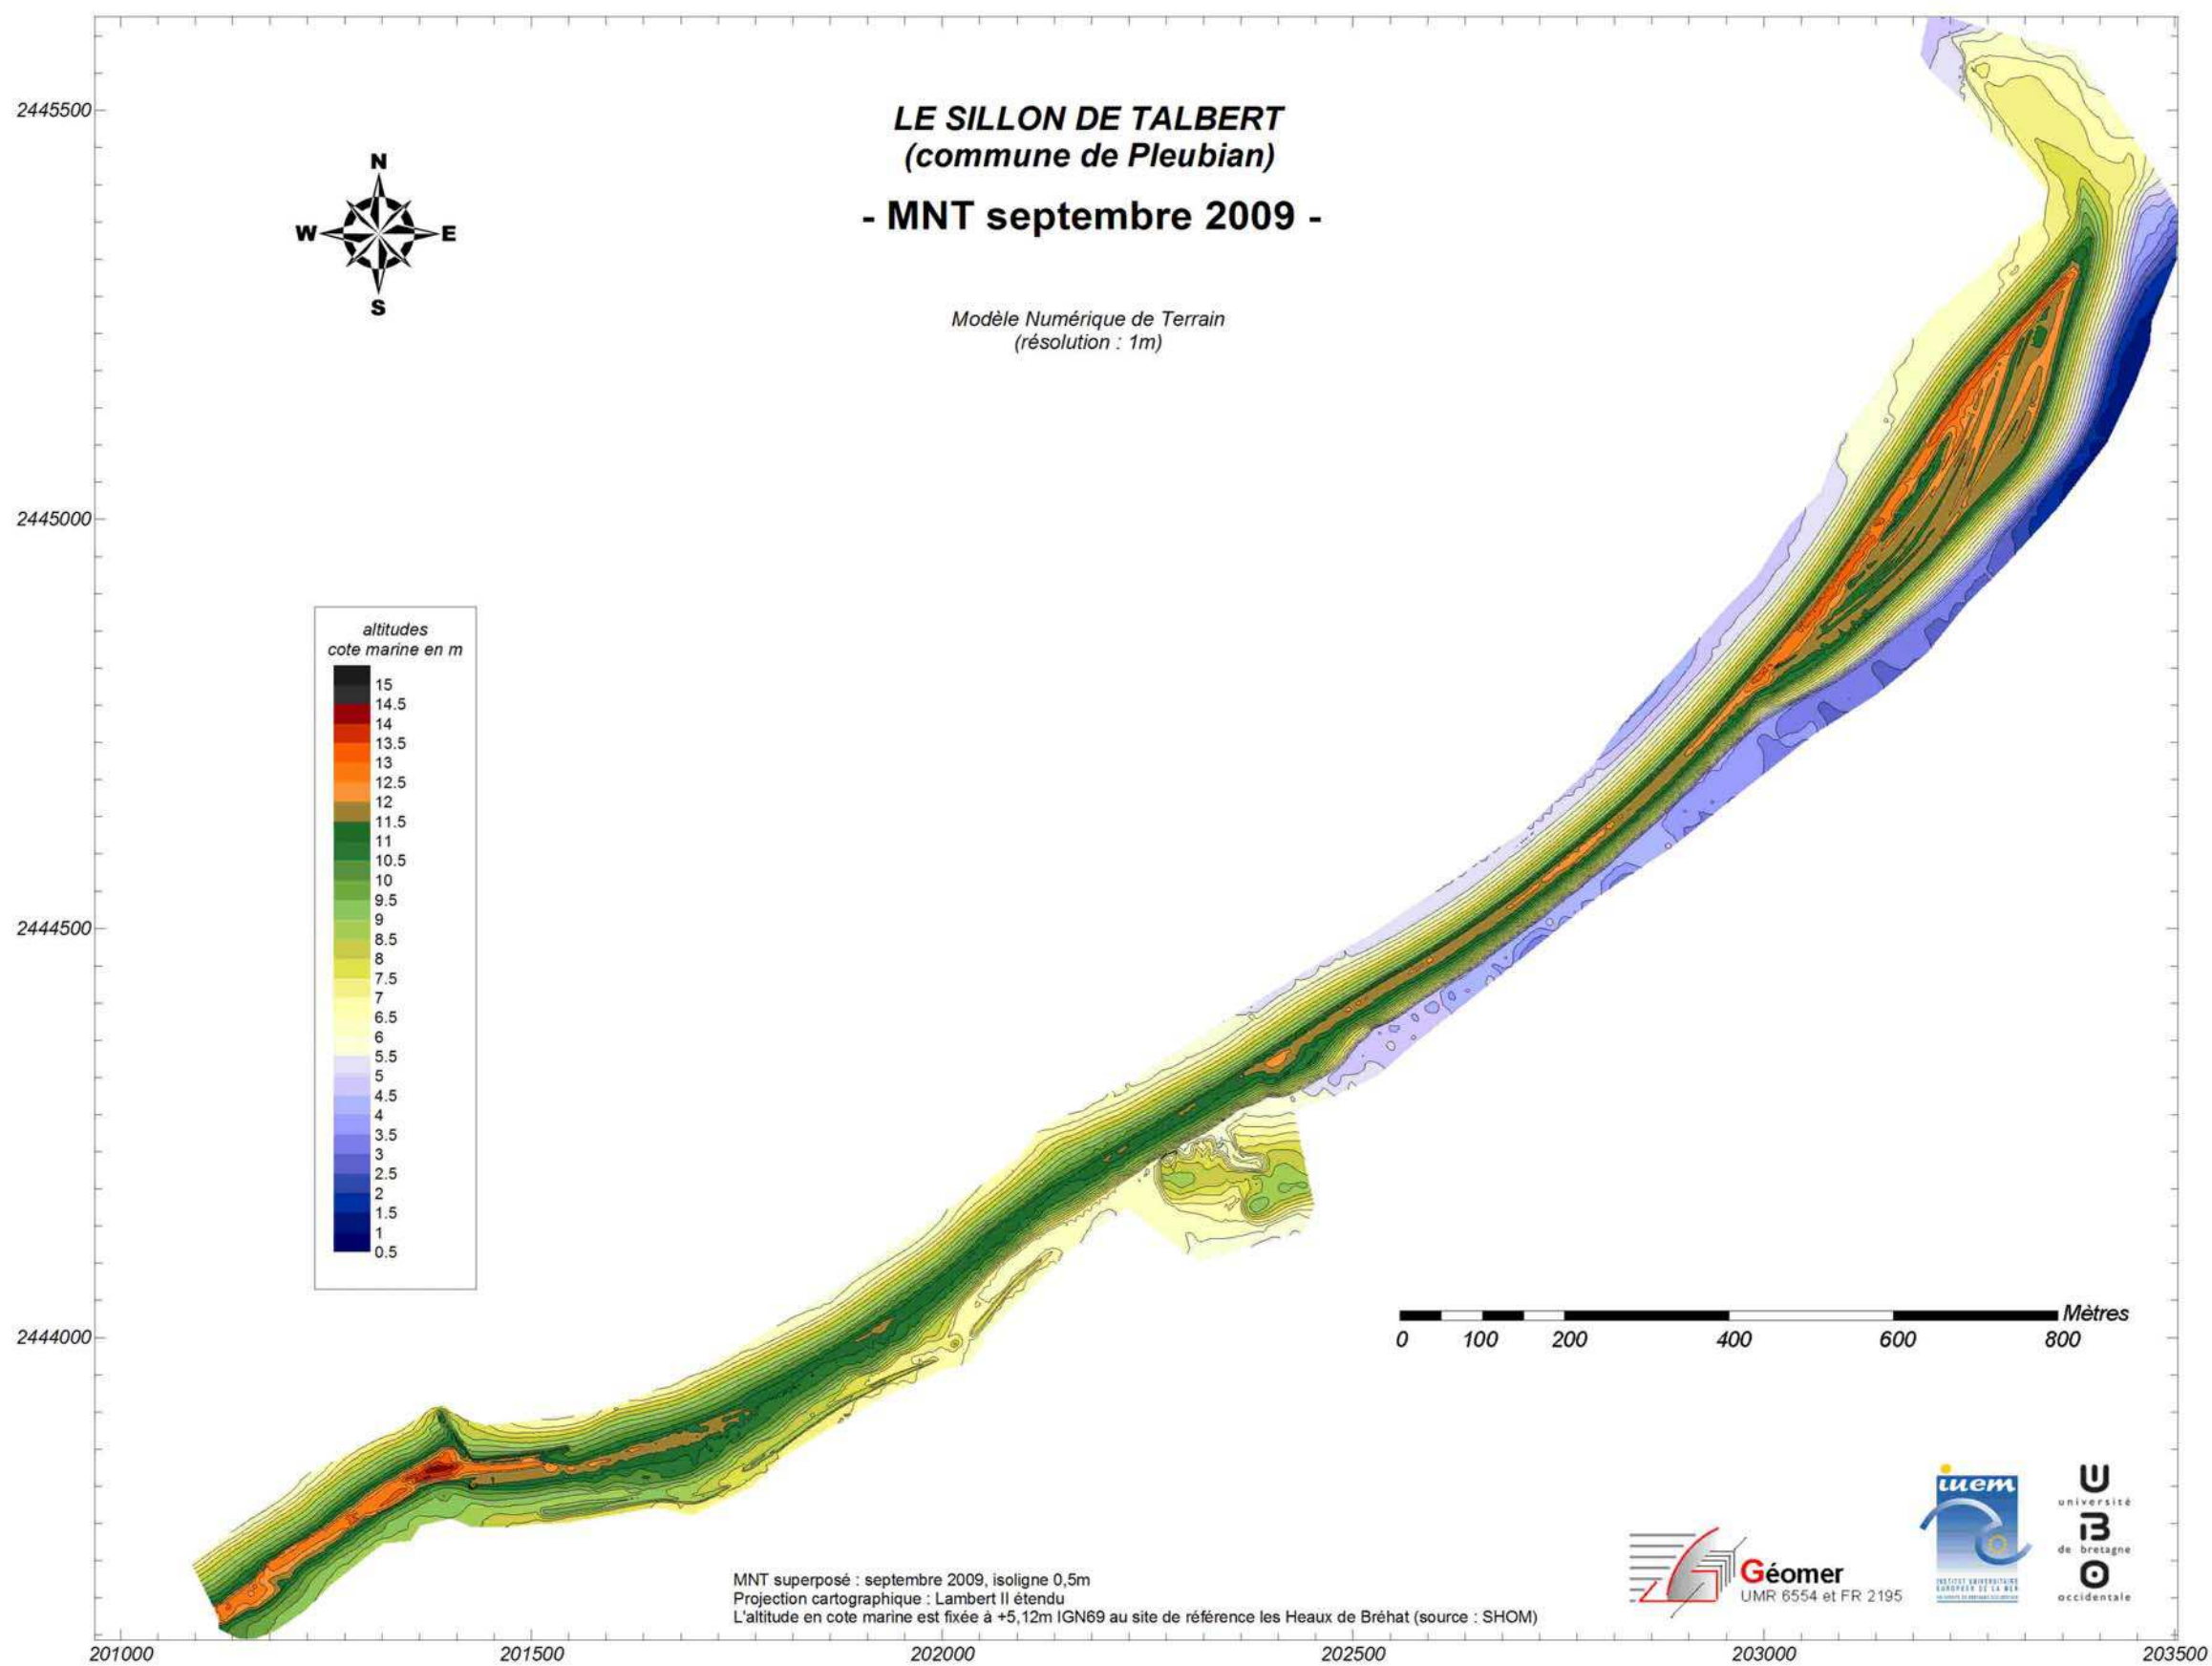 LE SILLON DE TALBERT
(commune de Pleubian)
- MNT septembre 2009 -
Modèle Numérique de Terrain
(résolution : 1m)
N
W
E
S
2445500
2445000
2444500
2444000
altitudes
cote marine en m
15
14.5
14
13.5
13
12.5
12
11.5
11
10.5
10
9.5
9
8.5
8
7.5
7
6.5
6
5.5
5
4.5
4
3.5
3
2.5
2
1.5
1
0.5
Mètres
0 100 200 400 600 800
MNT superposé : septembre 2009, isoligne 0,5m
Projection cartographique : Lambert II étendu
L'altitude en cote marine est fixée à +5,12m IGN69 au site de référence les Heaux de Bréhat (source : SHOM)
Géomer
UMR 6554 et FR 2195
iuem
INSTITUT UNIVERSITAIRE
EUROPEEN DE LA MER
U
université
B
de bretagne
O
occidentale
201000 201500 202000 202500 203000 203500